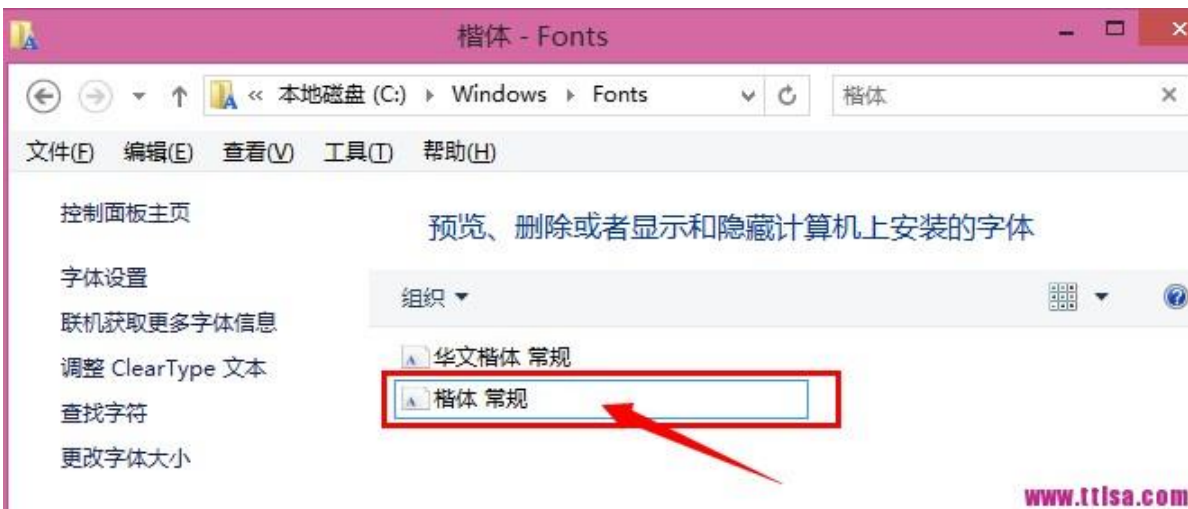 楷体 - Fonts
« 本地磁盘 (C:) Windows Fonts 楷体
文件(F) 编辑(E) 查看(V) 工具(T) 帮助(H)
控制面板主页
预览、删除或者显示和隐藏计算机上安装的字体
字体设置
组织
联机获取更多字体信息
华文楷体 常规
调整 ClearType 文本
楷体 常规
查找字符
更改字体大小
www.ttlsa.com